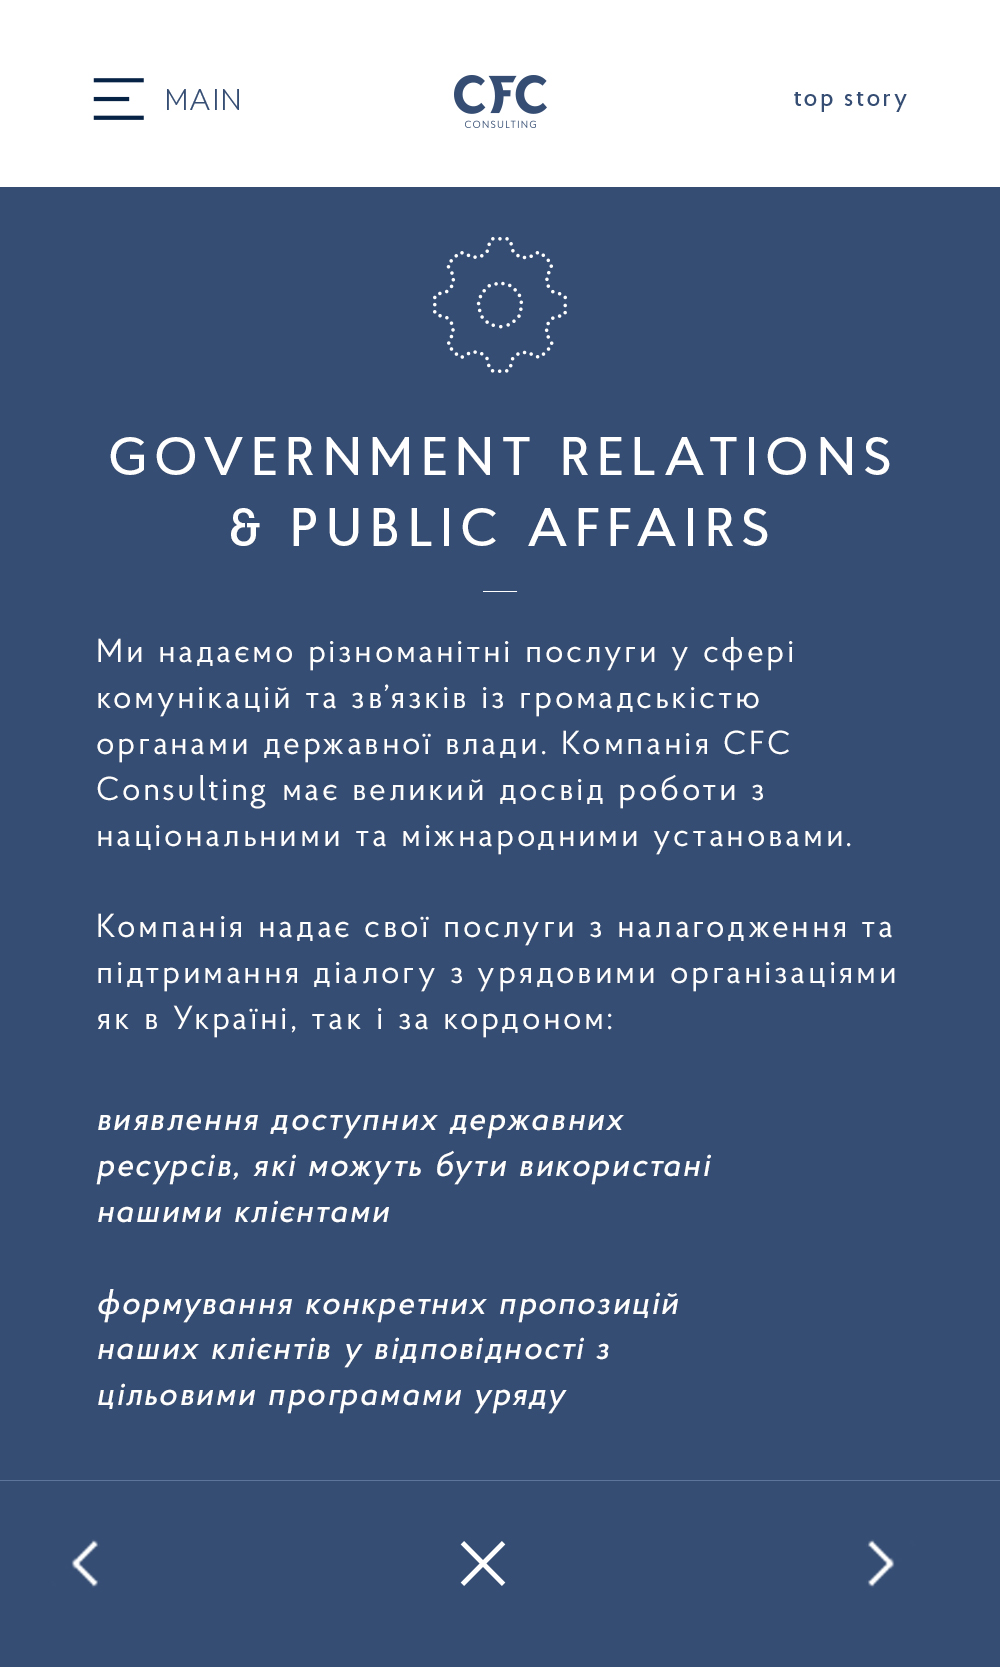 MAIN
CFC
CONSULTING
top story
GOVERNMENT RELATIONS
& PUBLIC AFFAIRS
Ми надаємо різноманітні послуги у сфері
комунікацій та зв’язків із громадськістю
органами державної влади. Компанія CFC
Consulting має великий досвід роботи з
національними та міжнародними установами.
Компанія надає свої послуги з налагодження та
підтримання діалогу з урядовими організаціями
як в Україні, так і за кордоном:
виявлення доступних державних
ресурсів, які можуть бути використані
нашими клієнтами
формування конкретних пропозицій
наших клієнтів у відповідності з
цільовими програмами уряду